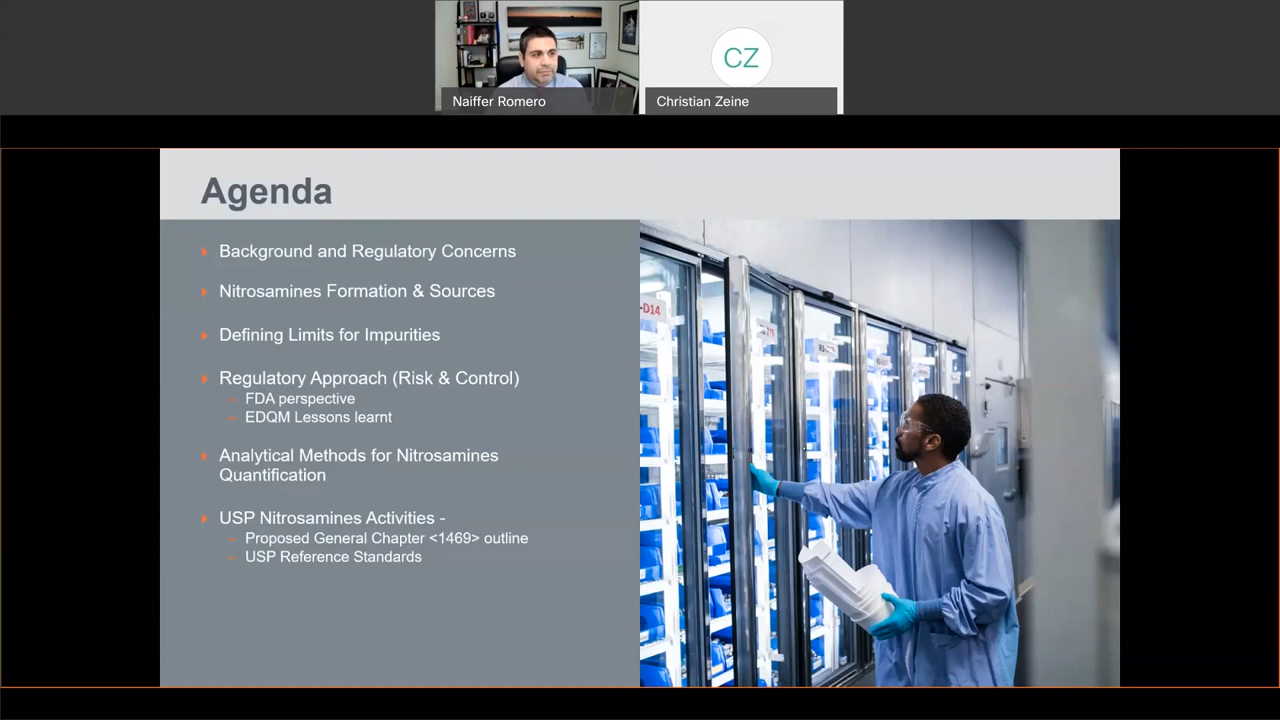 CZ
Naiffer Romero
Christian Zeine
Agenda
Background and Regulatory Concerns
Nitrosamines Formation & Sources
Defining Limits for Impurities
Regulatory Approach (Risk & Control)
– FDA perspective
– EDQM Lessons learnt
Analytical Methods for Nitrosamines
Quantification
USP Nitrosamines Activities -
– Proposed General Chapter <1469> outline
– USP Reference Standards
-D14